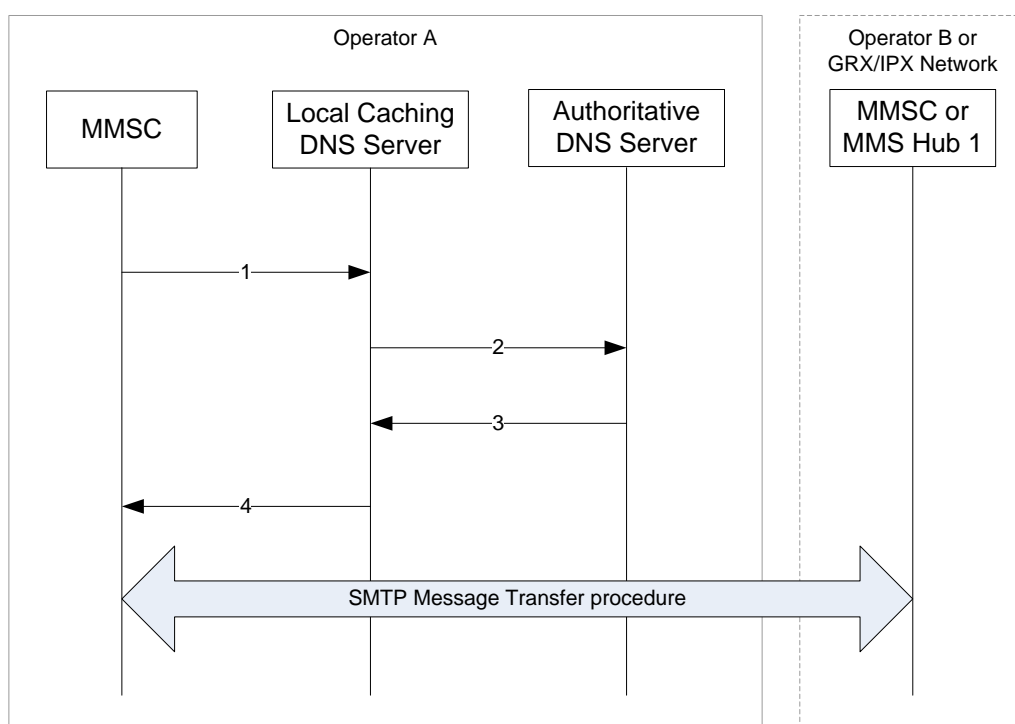 Operator A
Operator B or
GRX/IPX Network
MMSC
Local Caching
DNS Server
Authoritative
DNS Server
MMSC or
MMS Hub 1
1
2
3
4
SMTP Message Transfer procedure